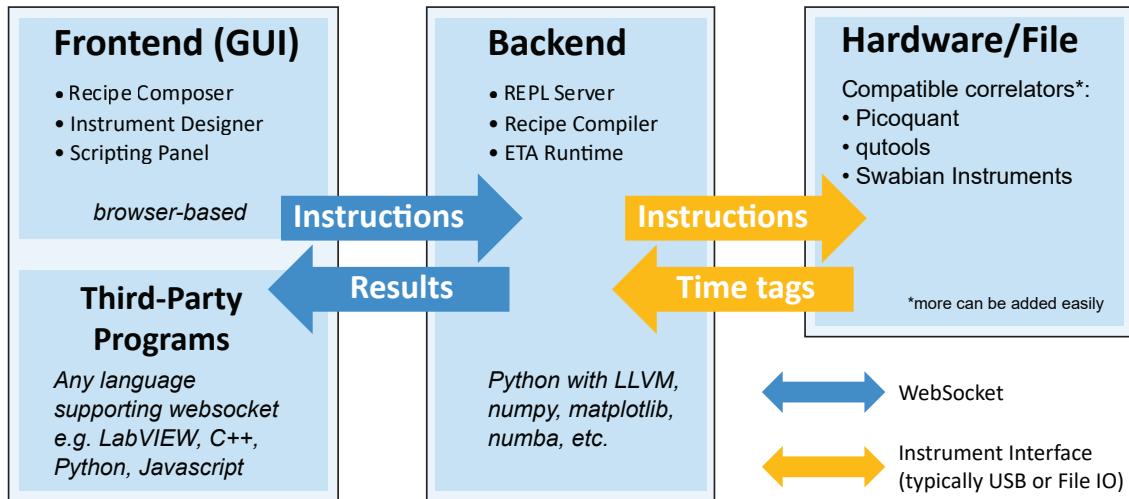 Frontend (GUI)
• Recipe Composer
• Instrument Designer
• Scripting Panel
browser-based
Third-Party
Programs
Any language
supporting websocket
e.g. LabVIEW, C++,
Python, Javascript
Instructions
Results
Backend
• REPL Server
• Recipe Compiler
• ETA Runtime
Python with LLVM,
numpy, matplotlib,
numba, etc.
Instructions
Time tags
Hardware/File
Compatible correlators*:
• Picoquant
• qutools
• Swabian Instruments
*more can be added easily
WebSocket
Instrument Interface
(typically USB or File IO)